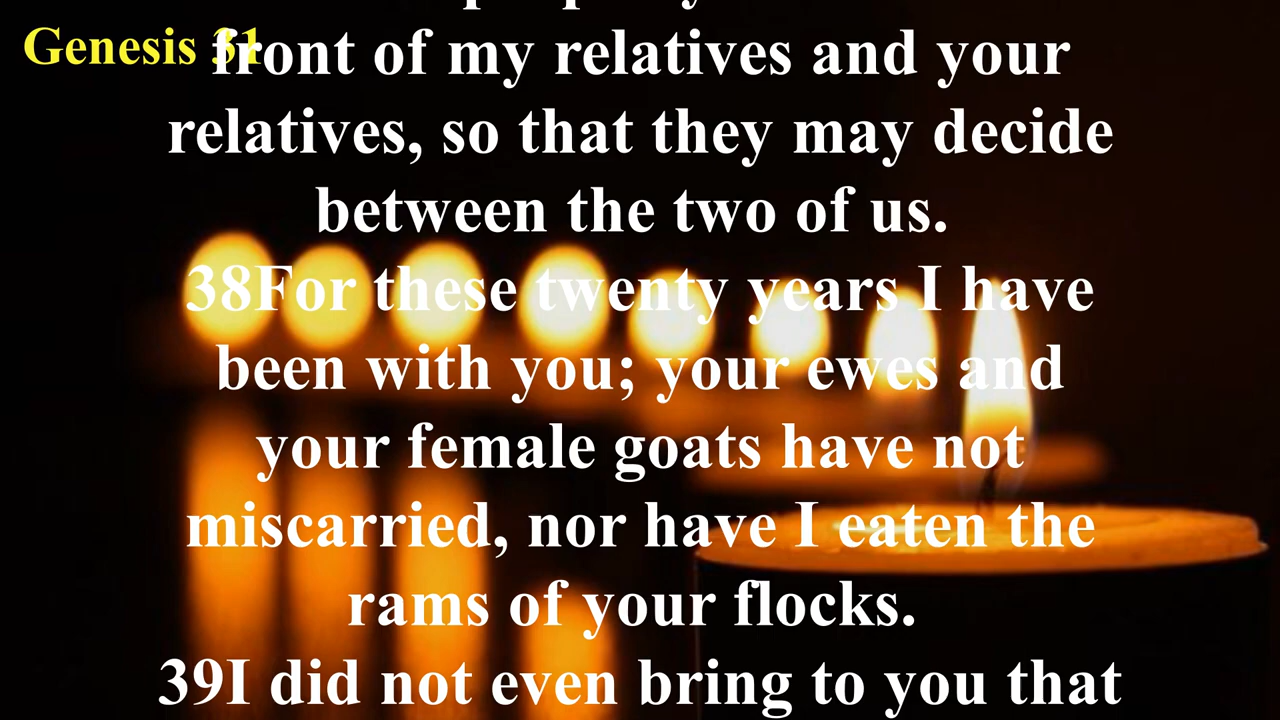 Genesis 31
front of my relatives and your
relatives, so that they may decide
between the two of us.
38For these twenty years I have
been with you; your ewes and
your female goats have not
miscarried, nor have I eaten the
rams of your flocks.
39I did not even bring to you that